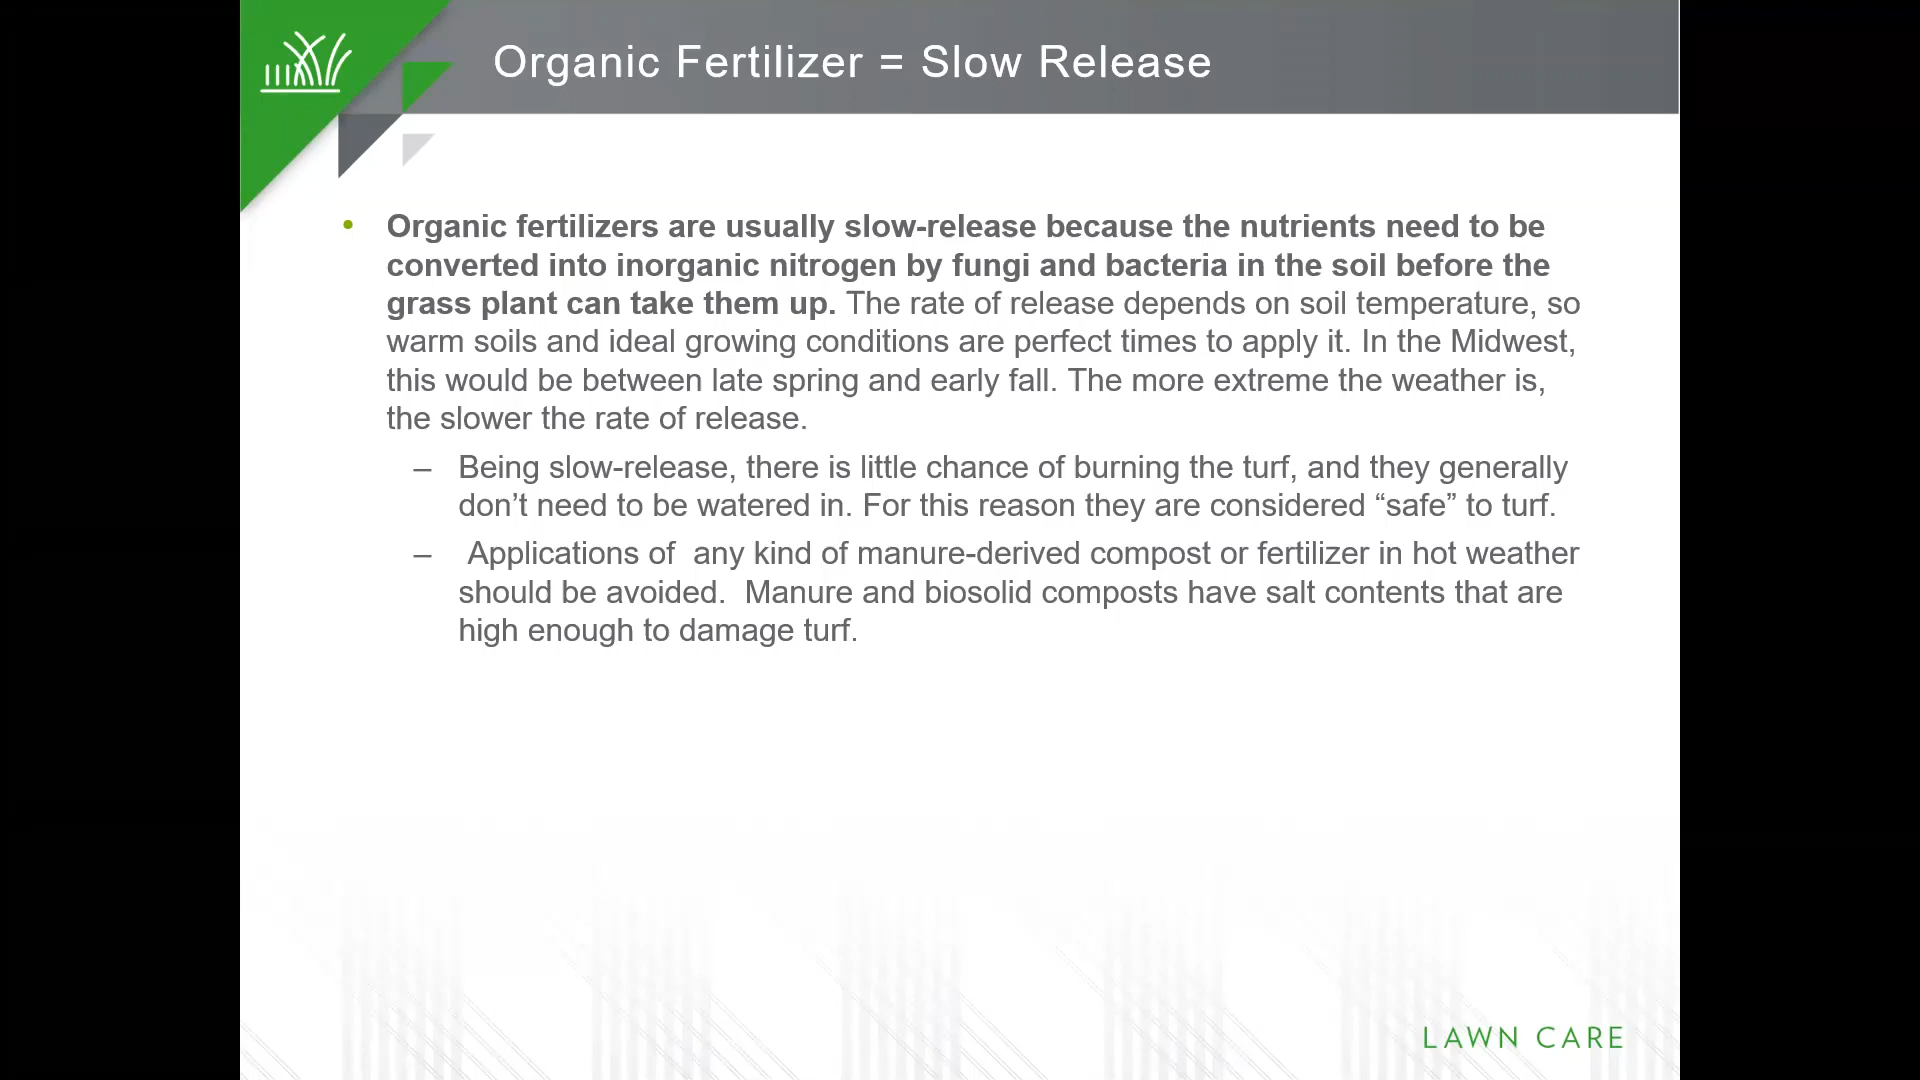 Organic Fertilizer = Slow Release
• Organic fertilizers are usually slow-release because the nutrients need to be
converted into inorganic nitrogen by fungi and bacteria in the soil before the
grass plant can take them up. The rate of release depends on soil temperature, so
warm soils and ideal growing conditions are perfect times to apply it. In the Midwest,
this would be between late spring and early fall. The more extreme the weather is,
the slower the rate of release.
– Being slow-release, there is little chance of burning the turf, and they generally
don’t need to be watered in. For this reason they are considered “safe” to turf.
– Applications of  any kind of manure-derived compost or fertilizer in hot weather
should be avoided.  Manure and biosolid composts have salt contents that are
high enough to damage turf.
LAWN CARE